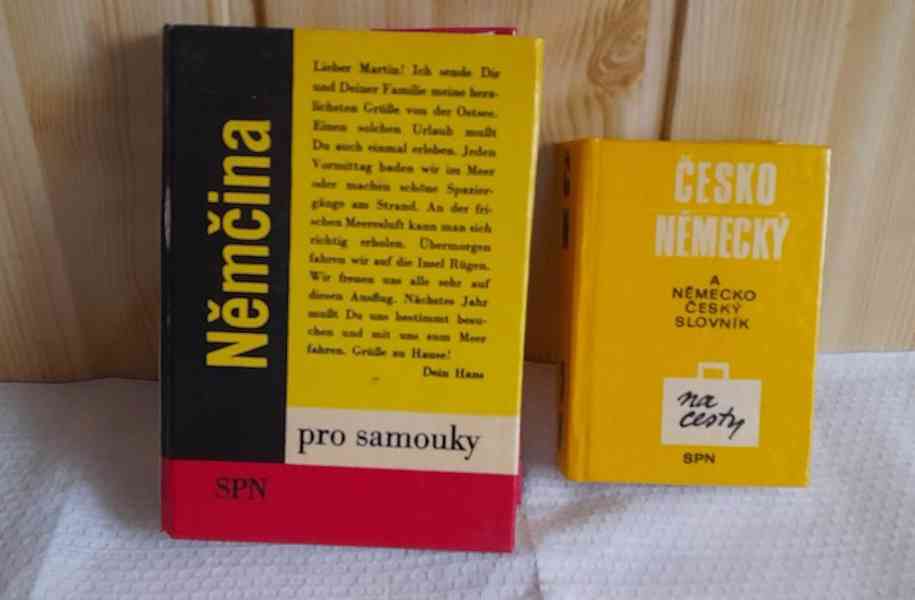 Němčina
Lieber Martin! Ich sende Dir
und Deiner Familie meine herz-
lichsten Grüße von der Ostsee.
Einen solchen Urlaub mußt
Du auch einmal erleben. Jeden
Vormittag baden wir im Meer
oder machen schöne Spazier-
gänge am Strand. An der fri-
schen Meeresluft kann man sich
richtig erholen. Übermorgen
fahren wir auf die Insel Rügen.
Wir freuen uns alle sehr auf
diesen Ausflug. Nächstes Jahr
mußt Du uns bestimmt besu-
chen und mit uns zum Meer
fahren. Grüße zu Hause!
Dein Hans
pro samouky
SPN
ČESKO
NĚMECKÝ
A
NĚMECKO
ČESKÝ
SLOVNÍK
na
cesty
SPN